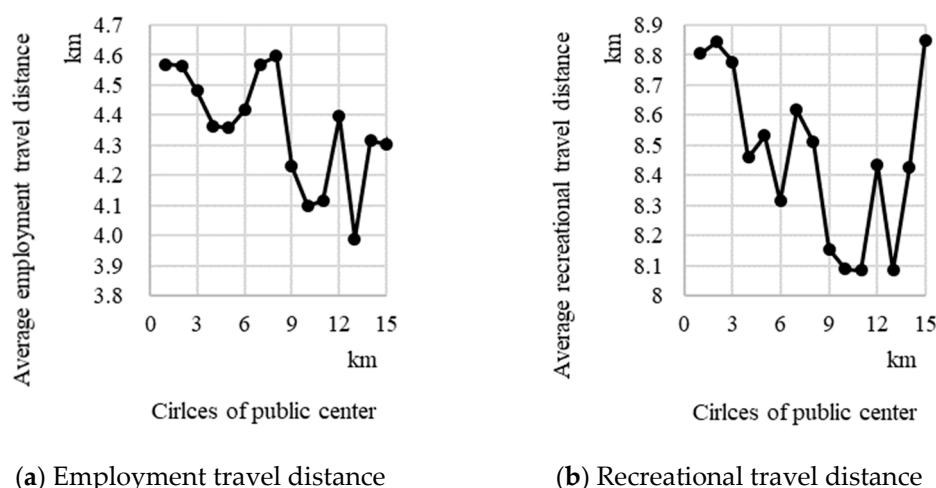 Average employment travel distance
km
4.7
4.6
4.5
4.4
4.3
4.2
4.1
4.0
3.9
3.8
0 3 6 9 12 15
km
Cirlces of public center
(a) Employment travel distance
Average recreational travel distance
km
8.9
8.8
8.7
8.6
8.5
8.4
8.3
8.2
8.1
8
0 3 6 9 12 15
km
Cirlces of public center
(b) Recreational travel distance